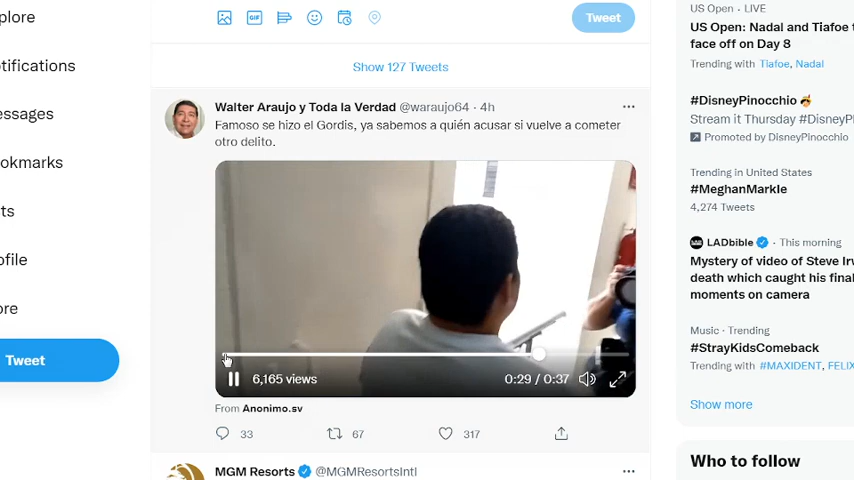 plore
otifications
essages
okmarks
ts
ofile
ore
Tweet
GIF
Tweet
Show 127 Tweets
Walter Araujo y Toda la Verdad @waraujo64 · 4h
Famoso se hizo el Gordis, ya sabemos a quién acusar si vuelve a cometer
otro delito.
6,165 views
0:29 / 0:37
From Anonimo.sv
33
67
317
MGM Resorts @MGMResortsIntl
US Open · LIVE
US Open: Nadal and Tiafoe t
face off on Day 8
Trending with Tiafoe, Nadal
#DisneyPinocchio
Stream it Thursday #DisneyPi
Promoted by DisneyPinocchio
Trending in United States
#MeghanMarkle
4,274 Tweets
LADbible · This morning
Mystery of video of Steve Irw
death which caught his final
moments on camera
Music · Trending
#StrayKidsComeback
Trending with #MAXIDENT, FELIX
Show more
Who to follow